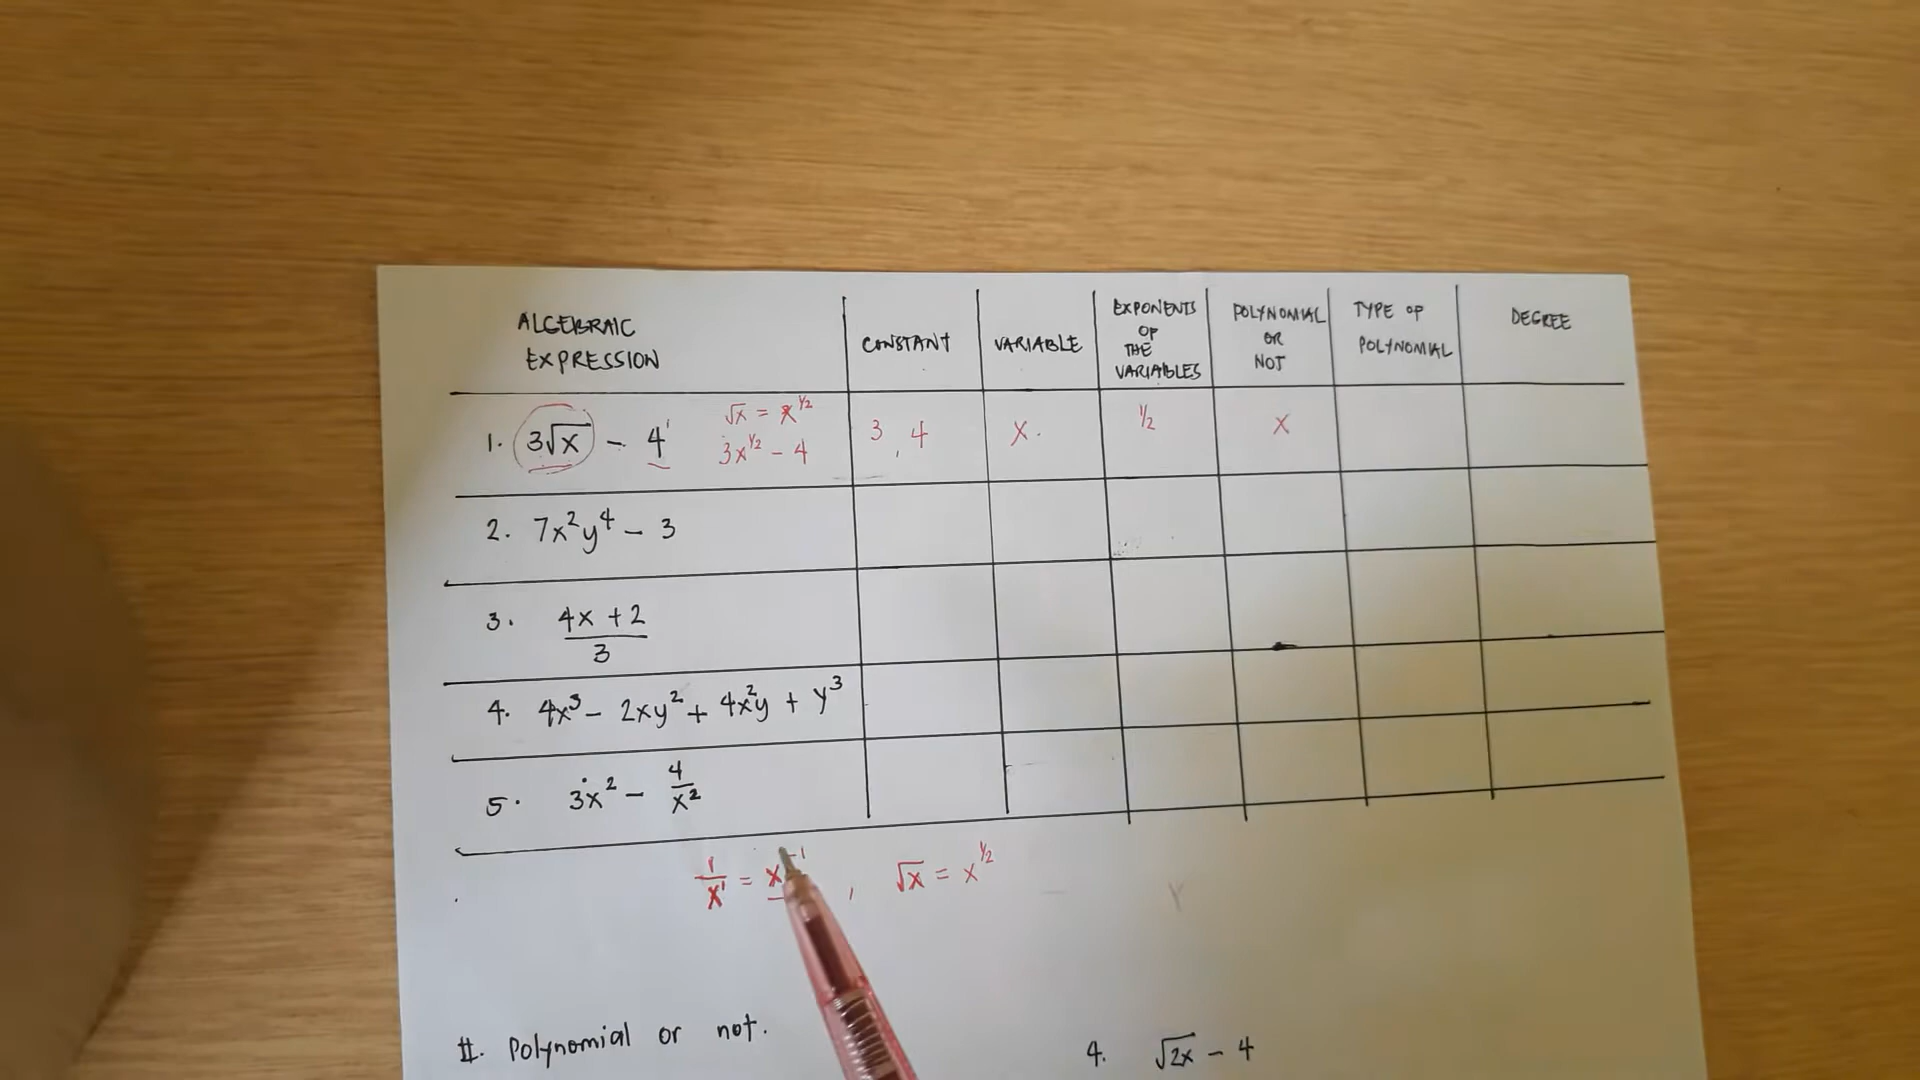 ALGEBRAIC EXPRESSION | CONSTANT | VARIABLE | EXPONENTS OF THE VARIABLES | POLYNOMIAL OR NOT | TYPE OF POLYNOMIAL | DEGREE
1. 3√x - 4 | √x = x^½ | 3x^½ - 4 | 3, 4 | x. | ½ | X
2. 7x²y⁴ - 3
3. (4x + 2)/3
4. 4x³ - 2xy² + 4x²y + y³
5. 3x² - 4/x²
1/x¹ = x⁻¹ , √x = x^½
II. Polynomial or not.
4. √2x - 4